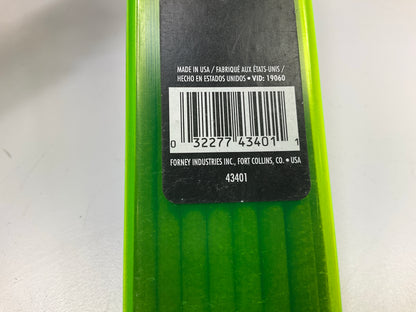 MADE IN USA / FABRIQUÉ AUX ÉTATS-UNIS /
HECHO EN ESTADOS UNIDOS • VID: 19060
0 32277 43401 1
FORNEY INDUSTRIES INC., FORT COLLINS, CO. • USA
43401